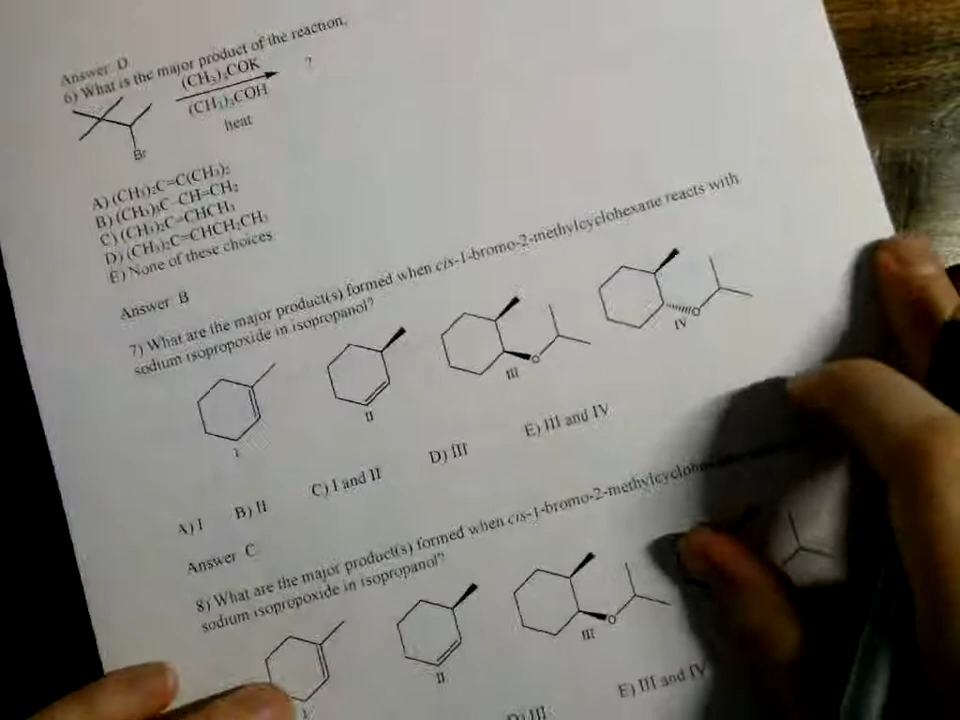 Answer: D
6) What is the major product of the reaction.
(CH₃)₃COK
?
(CH₃)₃COH
heat
Br
A) (CH₃)₂C=C(CH₃)₂
B) (CH₃)₃C-CH=CH₂
C) (CH₃)₂C=CHCH₃
D) (CH₃)₂C=CHCH₂CH₃
E) None of these choices
Answer: B
7) What are the major product(s) formed when cis-1-bromo-2-methylcyclohexane reacts with
sodium isopropoxide in isopropanol?
O
O
I
II
III
IV
A) I
B) II
C) I and II
D) III
E) III and IV
Answer: C
8) What are the major product(s) formed when cis-1-bromo-2-
sodium isopropoxide in isopropanol?
O
I
II
III
D) III
E) III and IV